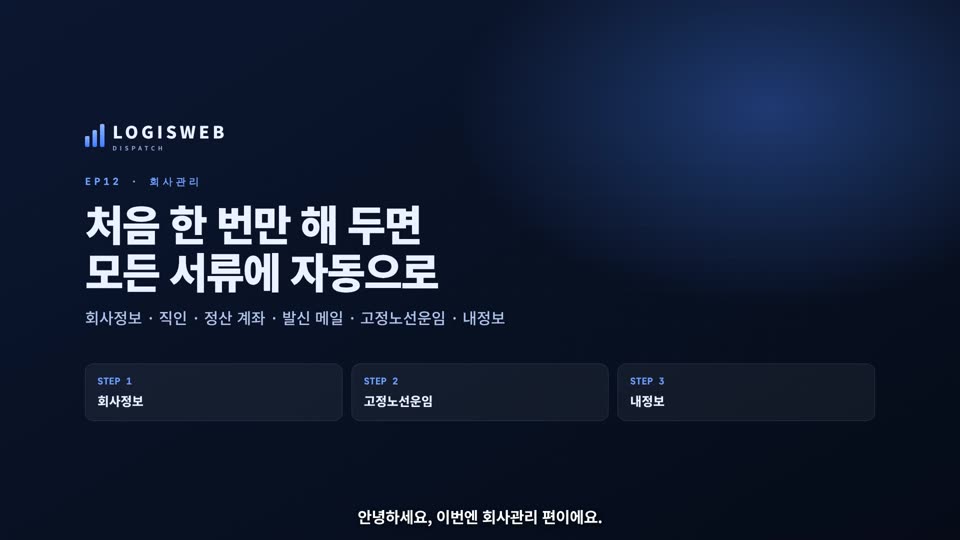 LOGISWEB
DISPATCH
EP12 · 회사관리
처음 한 번만 해 두면
모든 서류에 자동으로
회사정보 · 직인 · 정산 계좌 · 발신 메일 · 고정노선운임 · 내정보
STEP 1
회사정보
STEP 2
고정노선운임
STEP 3
내정보
안녕하세요, 이번엔 회사관리 편이에요.